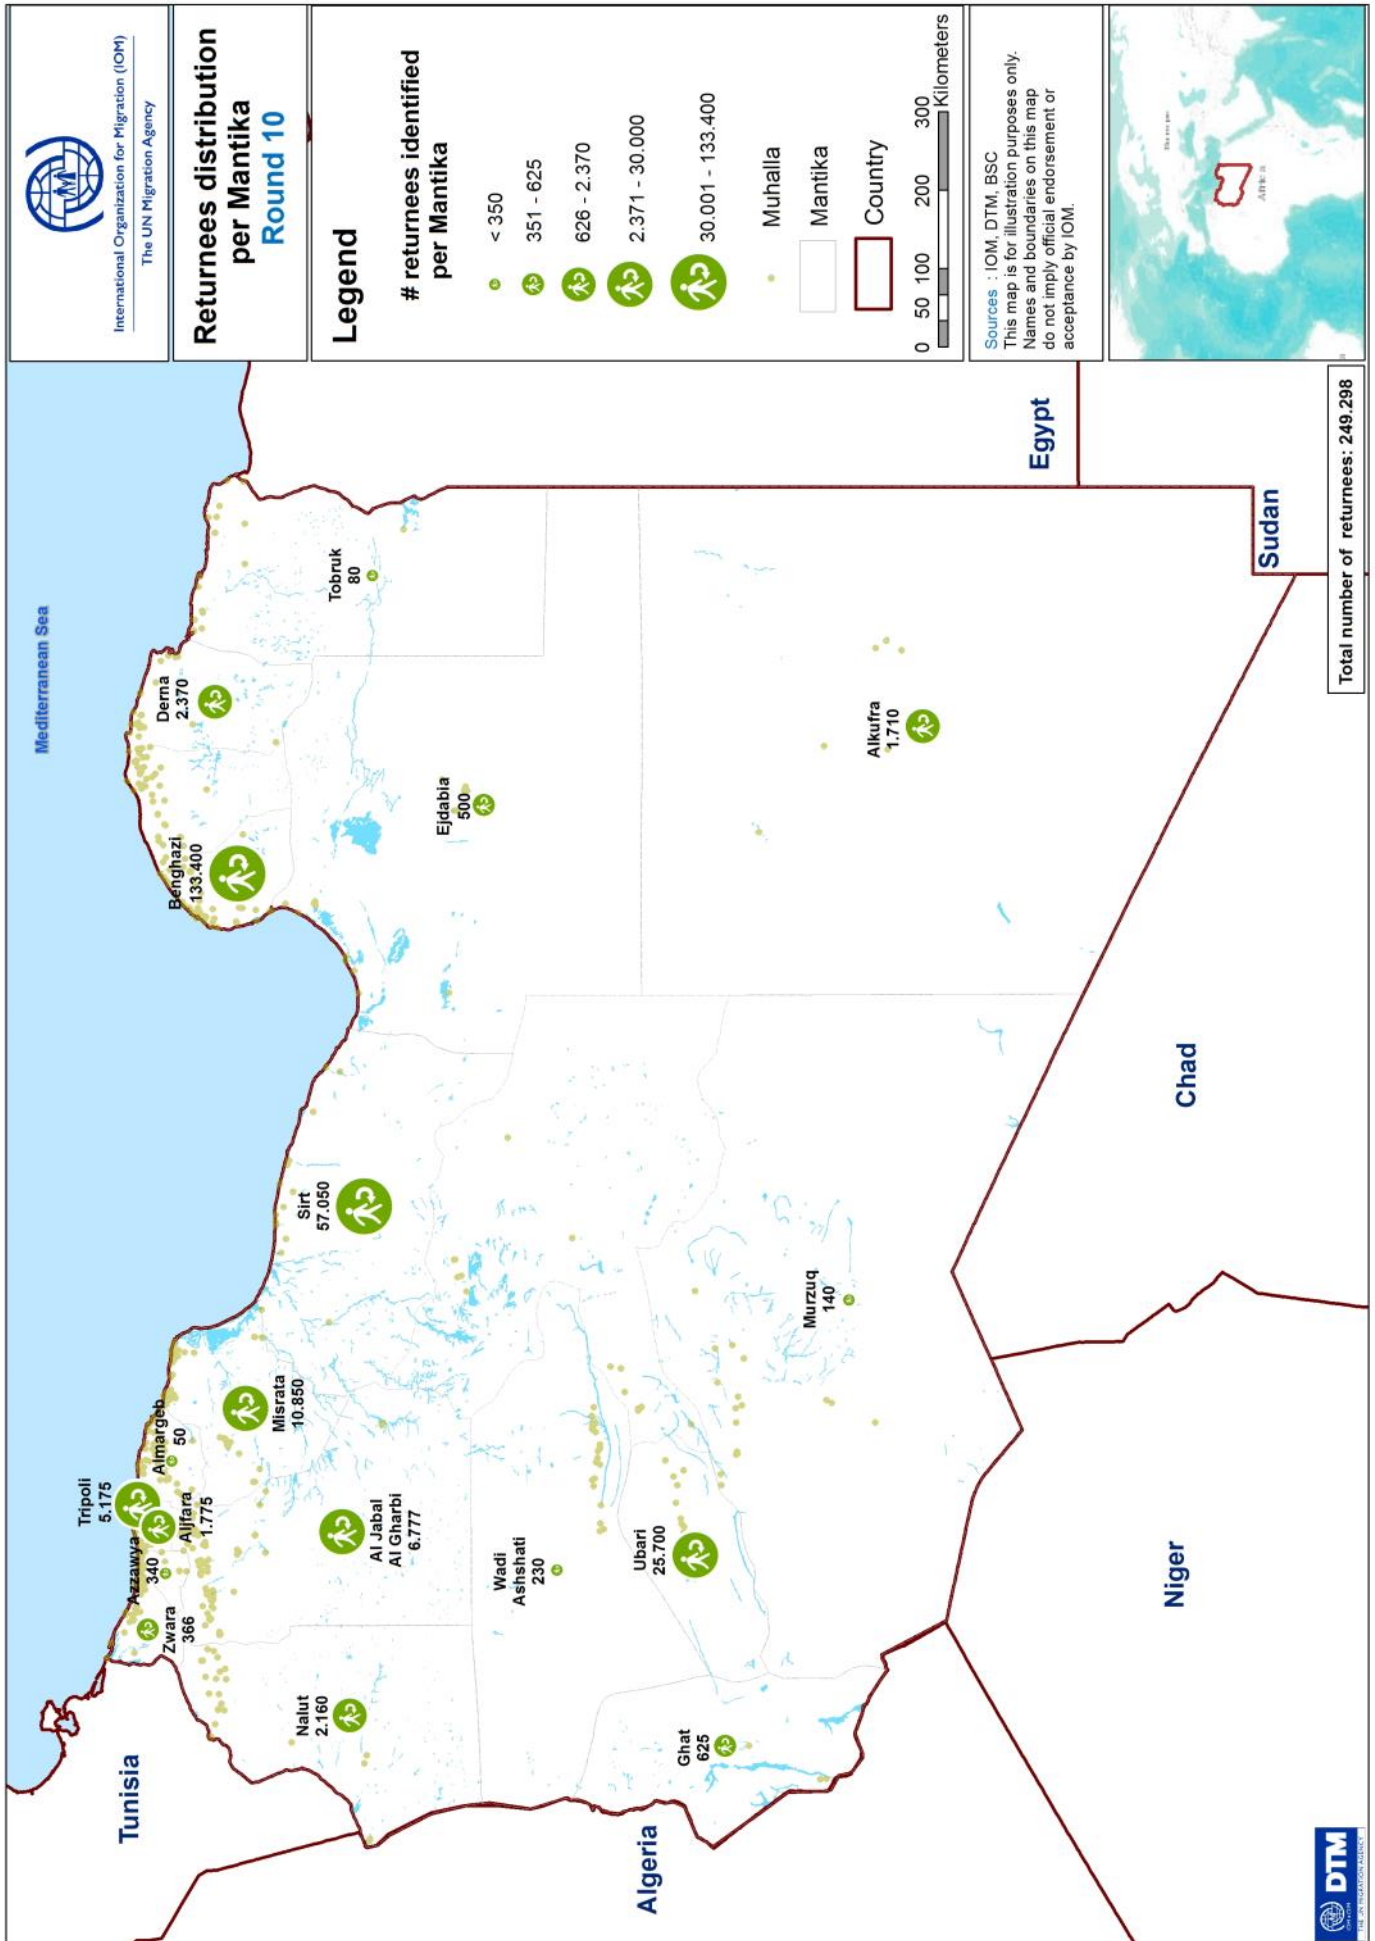 International Organization for Migration (IOM)
The UN Migration Agency
Returnees distribution
per Mantika
Round 10
Legend
# returnees identified
per Mantika
< 350
351 - 625
626 - 2.370
2.371 - 30.000
30.001 - 133.400
Muhalla
Mantika
Country
0 50 100 200 300
Kilometers
Sources : IOM, DTM, BSC
This map is for illustration purposes only.
Names and boundaries on this map
do not imply official endorsement or
acceptance by IOM.
Africa
Mediterranean Sea
Tunisia
Algeria
Niger
Chad
Sudan
Egypt
Tripoli
5.175
Almargeb
50
Azzawya
340
Aljfara
1.775
Zwara
366
Misrata
10.850
Nalut
2.160
Al Jabal
Al Gharbi
6.777
Sirt
57.050
Benghazi
133.400
Derna
2.370
Tobruk
80
Ejdabia
500
Alkufra
1.710
Wadi
Ashshati
230
Ubari
25.700
Ghat
625
Murzuq
140
Total number of returnees: 249.298
DTM
THE UN MIGRATION AGENCY